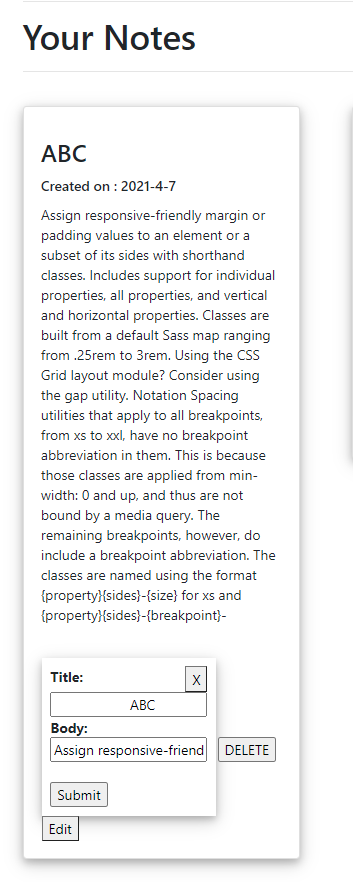 Your Notes
ABC
Created on : 2021-4-7
Assign responsive-friendly margin or
padding values to an element or a
subset of its sides with shorthand
classes. Includes support for individual
properties, all properties, and vertical
and horizontal properties. Classes are
built from a default Sass map ranging
from .25rem to 3rem. Using the CSS
Grid layout module? Consider using
the gap utility. Notation Spacing
utilities that apply to all breakpoints,
from xs to xxl, have no breakpoint
abbreviation in them. This is because
those classes are applied from min-
width: 0 and up, and thus are not
bound by a media query. The
remaining breakpoints, however, do
include a breakpoint abbreviation. The
classes are named using the format
{property}{sides}-{size} for xs and
{property}{sides}-{breakpoint}-
Title:
X
ABC
Body:
Assign responsive-friend
DELETE
Submit
Edit